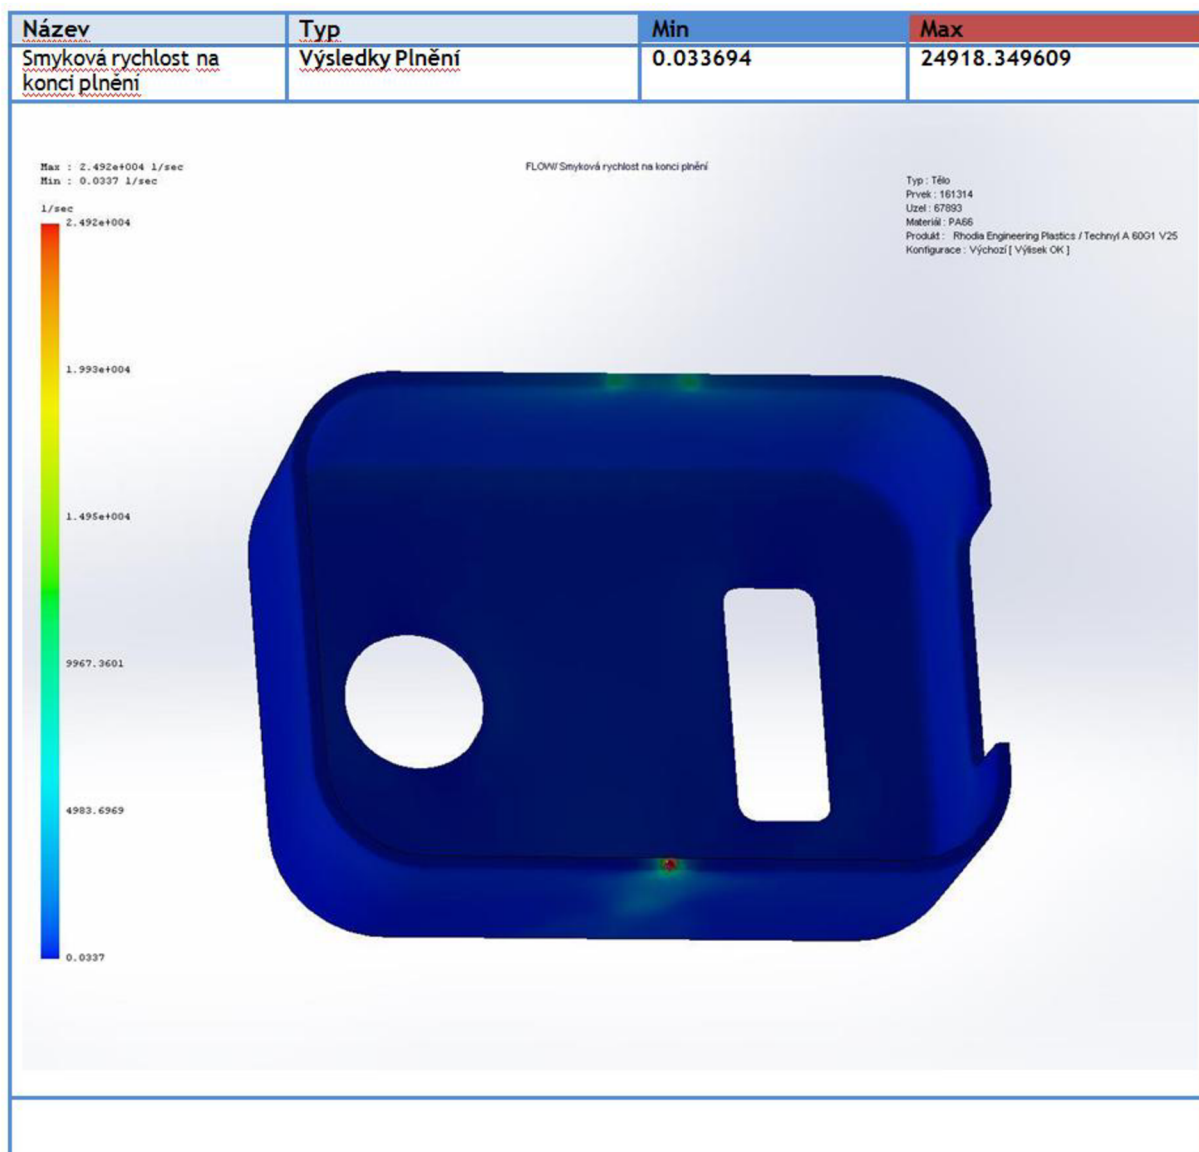 Název Typ Min Max
Smyková rychlost na konci plnění Výsledky Plnění 0.033694 24918.349609
Max : 2.492e+004 1/sec
Min : 0.0337 1/sec
FLOW/ Smyková rychlost na konci plnění
Typ : Tělo
Prvek : 161314
Uzel : 67893
Materiál : PA66
Produkt : Rhodia Engineering Plastics / Technyl A 60G1 V25
Konfigurace : Výchozí [ Výlisek OK ]
1/sec
2.492e+004
1.993e+004
1.495e+004
9967.3601
4983.6969
0.0337